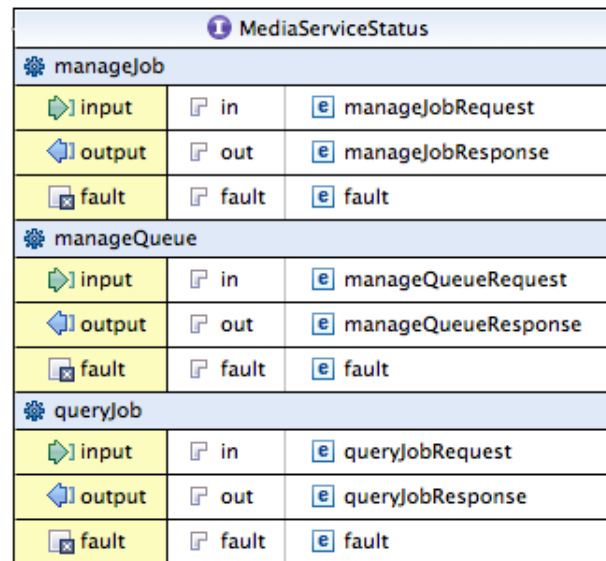 MediaServiceStatus
manageJob
input in manageJobRequest
output out manageJobResponse
fault fault fault
manageQueue
input in manageQueueRequest
output out manageQueueResponse
fault fault fault
queryJob
input in queryJobRequest
output out queryJobResponse
fault fault fault